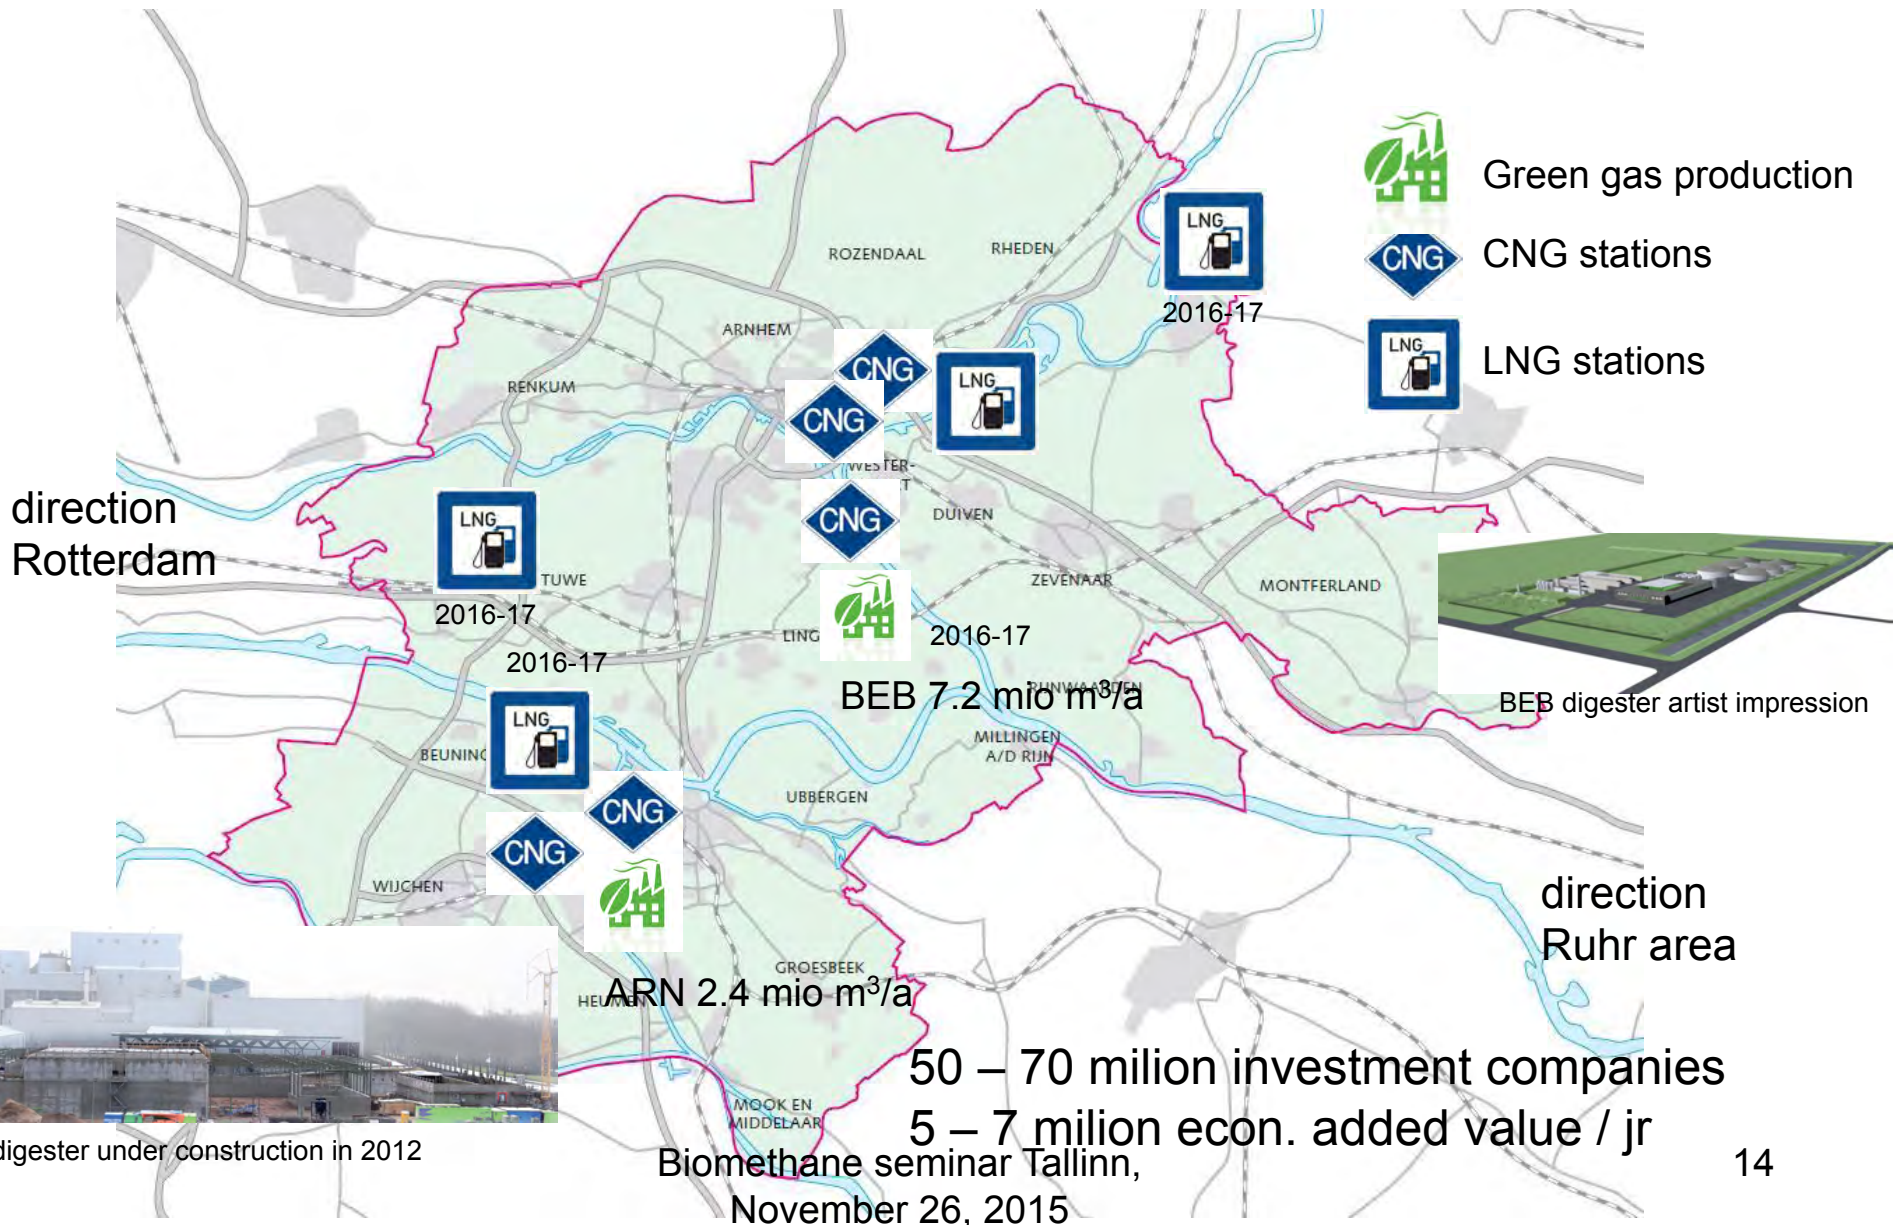 Green gas production
CNG
CNG stations
LNG
LNG stations
LNG
2016-17
ROZENDAAL
RHEDEN
ARNHEM
RENKUM
CNG
CNG
LNG
WESTER-
CNG
DUIVEN
direction
Rotterdam
LNG
TUWE
2016-17
ZEVENAAR
MONTFERLAND
LING
2016-17
2016-17
BEB 7.2 mio m³/a
RIJNWAARDEN
BEB digester artist impression
LNG
BEUNING
MILLINGEN
A/D RIJN
UBBERGEN
CNG
CNG
WIJCHEN
direction
Ruhr area
GROESBEEK
HEUMEN
ARN 2.4 mio m³/a
50 – 70 milion investment companies
5 – 7 milion econ. added value / jr
MOOK EN
MIDDELAAR
digester under construction in 2012
Biomethane seminar Tallinn,
November 26, 2015
14